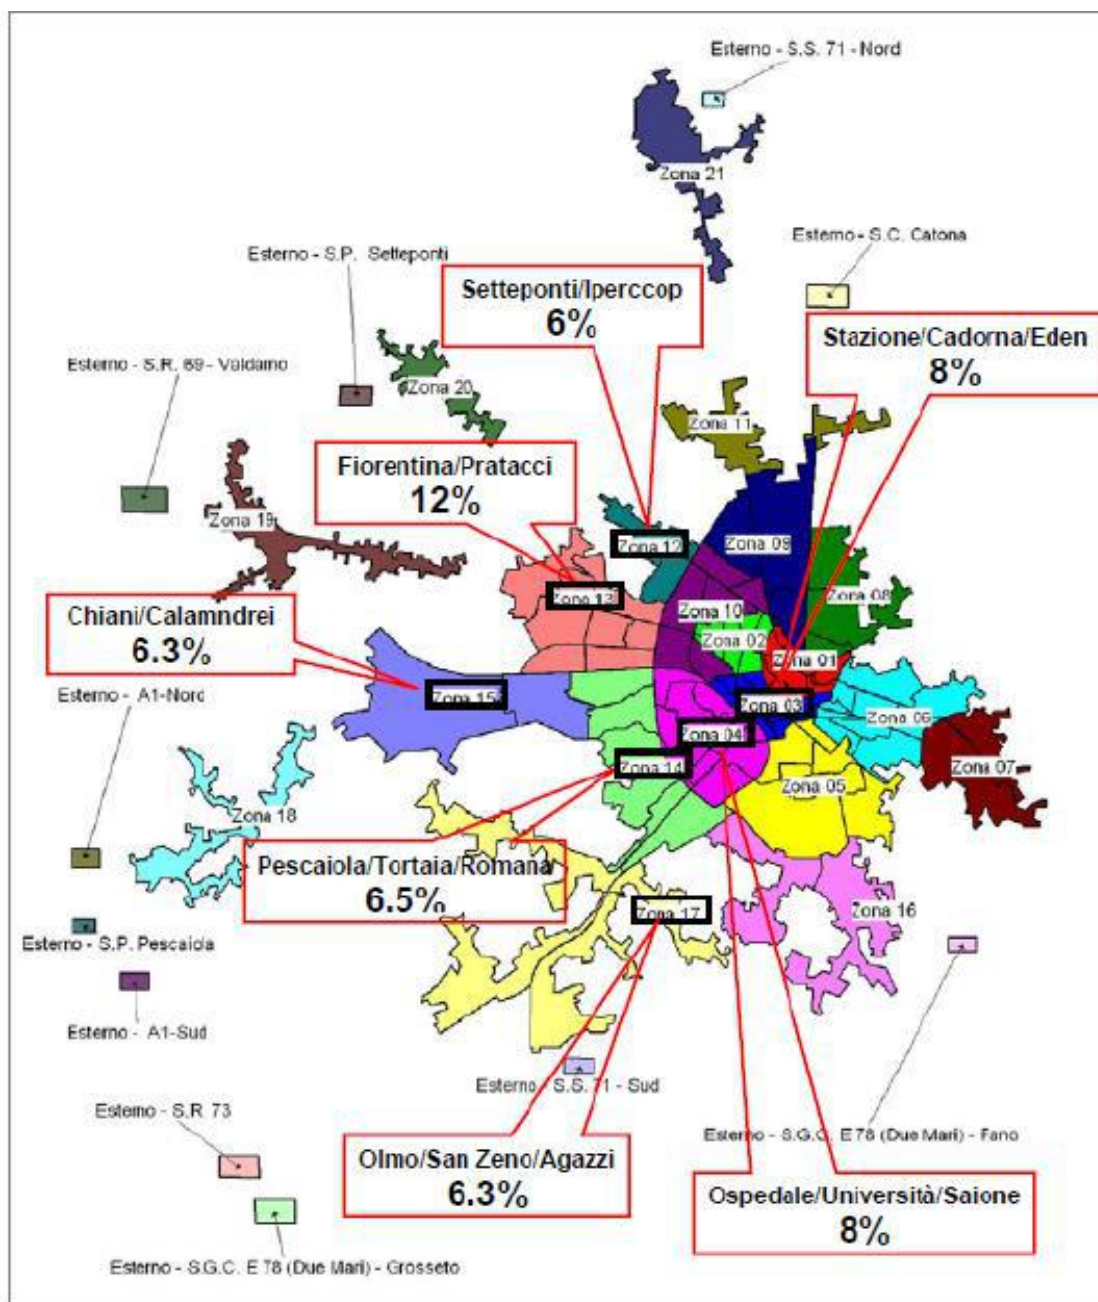 Esterno - S.S. 71 - Nord
Zona 21
Esterno - S.C. Catona
Esterno - S.P. Setteponti
Setteponti/Iperccop
6%
Stazione/Cadorna/Eden
8%
Esterno - S.R. 69 - Valdarno
Zona 20
Zona 11
Fiorentina/Pratacci
12%
Zona 19
Zona 12
Zona 09
Zona 13
Zona 08
Zona 10
Chiani/Calamndrei
6.3%
Zona 02
Zona 01
Esterno - A1-Nord
Zona 15
Zona 03
Zona 06
Zona 04
Zona 14
Zona 07
Zona 05
Zona 18
Pescaiola/Tortaia/Romana
6.5%
Zona 17
Zona 16
Esterno - S.P. Pescaiola
Esterno - A1-Sud
Esterno - S.S. 71 - Sud
Esterno - S.R. 73
Esterno - S.G.C. E 78 (Due Mari) - Fano
Olmo/San Zeno/Agazzi
6.3%
Ospedale/Università/Saione
8%
Esterno - S.G.C. E 78 (Due Mari) - Grosseto